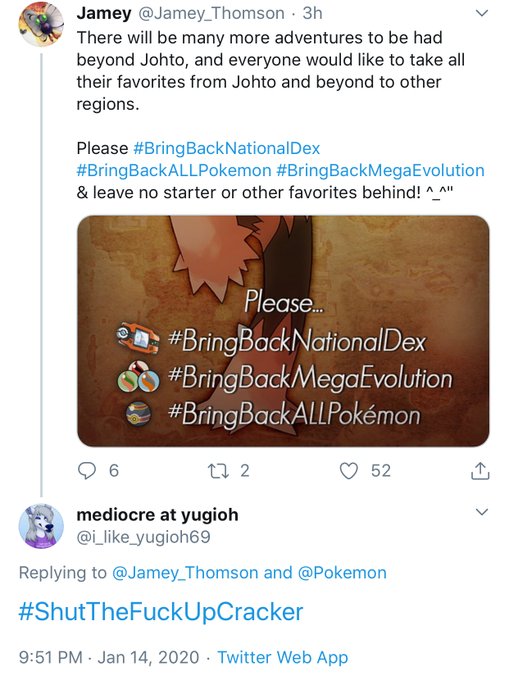 Jamey @Jamey_Thomson · 3h
There will be many more adventures to be had
beyond Johto, and everyone would like to take all
their favorites from Johto and beyond to other
regions.
Please #BringBackNationalDex
#BringBackALLPokemon #BringBackMegaEvolution
& leave no starter or other favorites behind! ^_^"
Please...
#BringBackNationalDex
#BringBackMegaEvolution
#BringBackALLPokémon
6 2 52
mediocre at yugioh
@i_like_yugioh69
Replying to @Jamey_Thomson and @Pokemon
#ShutTheFuckUpCracker
9:51 PM · Jan 14, 2020 · Twitter Web App